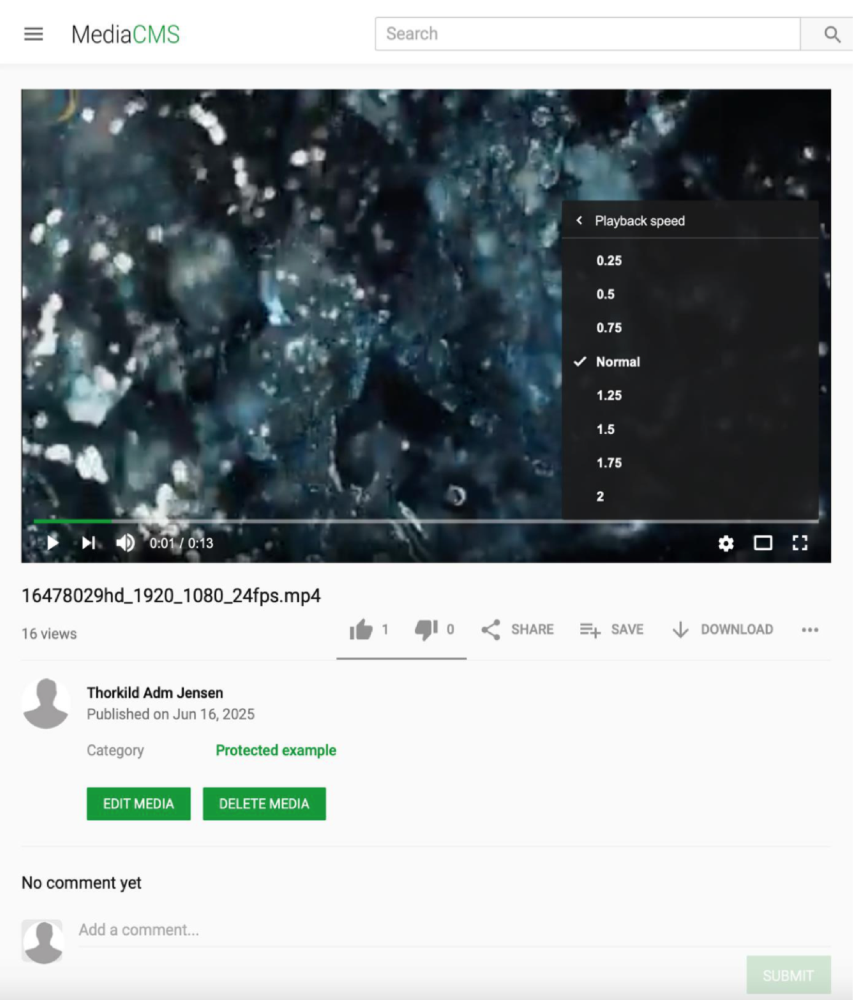 MediaCMS
Search
Playback speed
0.25
0.5
0.75
Normal
1.25
1.5
1.75
2
0:01 / 0:13
16478029hd_1920_1080_24fps.mp4
16 views
1
0
SHARE
SAVE
DOWNLOAD
Thorkild Adm Jensen
Published on Jun 16, 2025
Category
Protected example
EDIT MEDIA
DELETE MEDIA
No comment yet
Add a comment...
SUBMIT